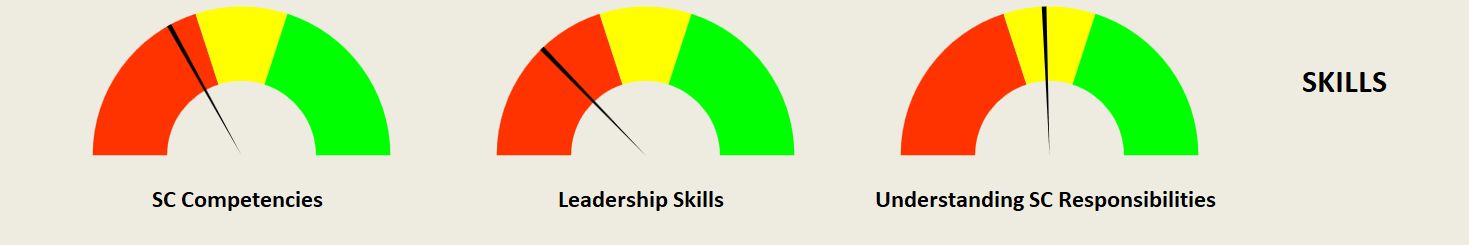 SKILLS
SC Competencies
Leadership Skills
Understanding SC Responsibilities